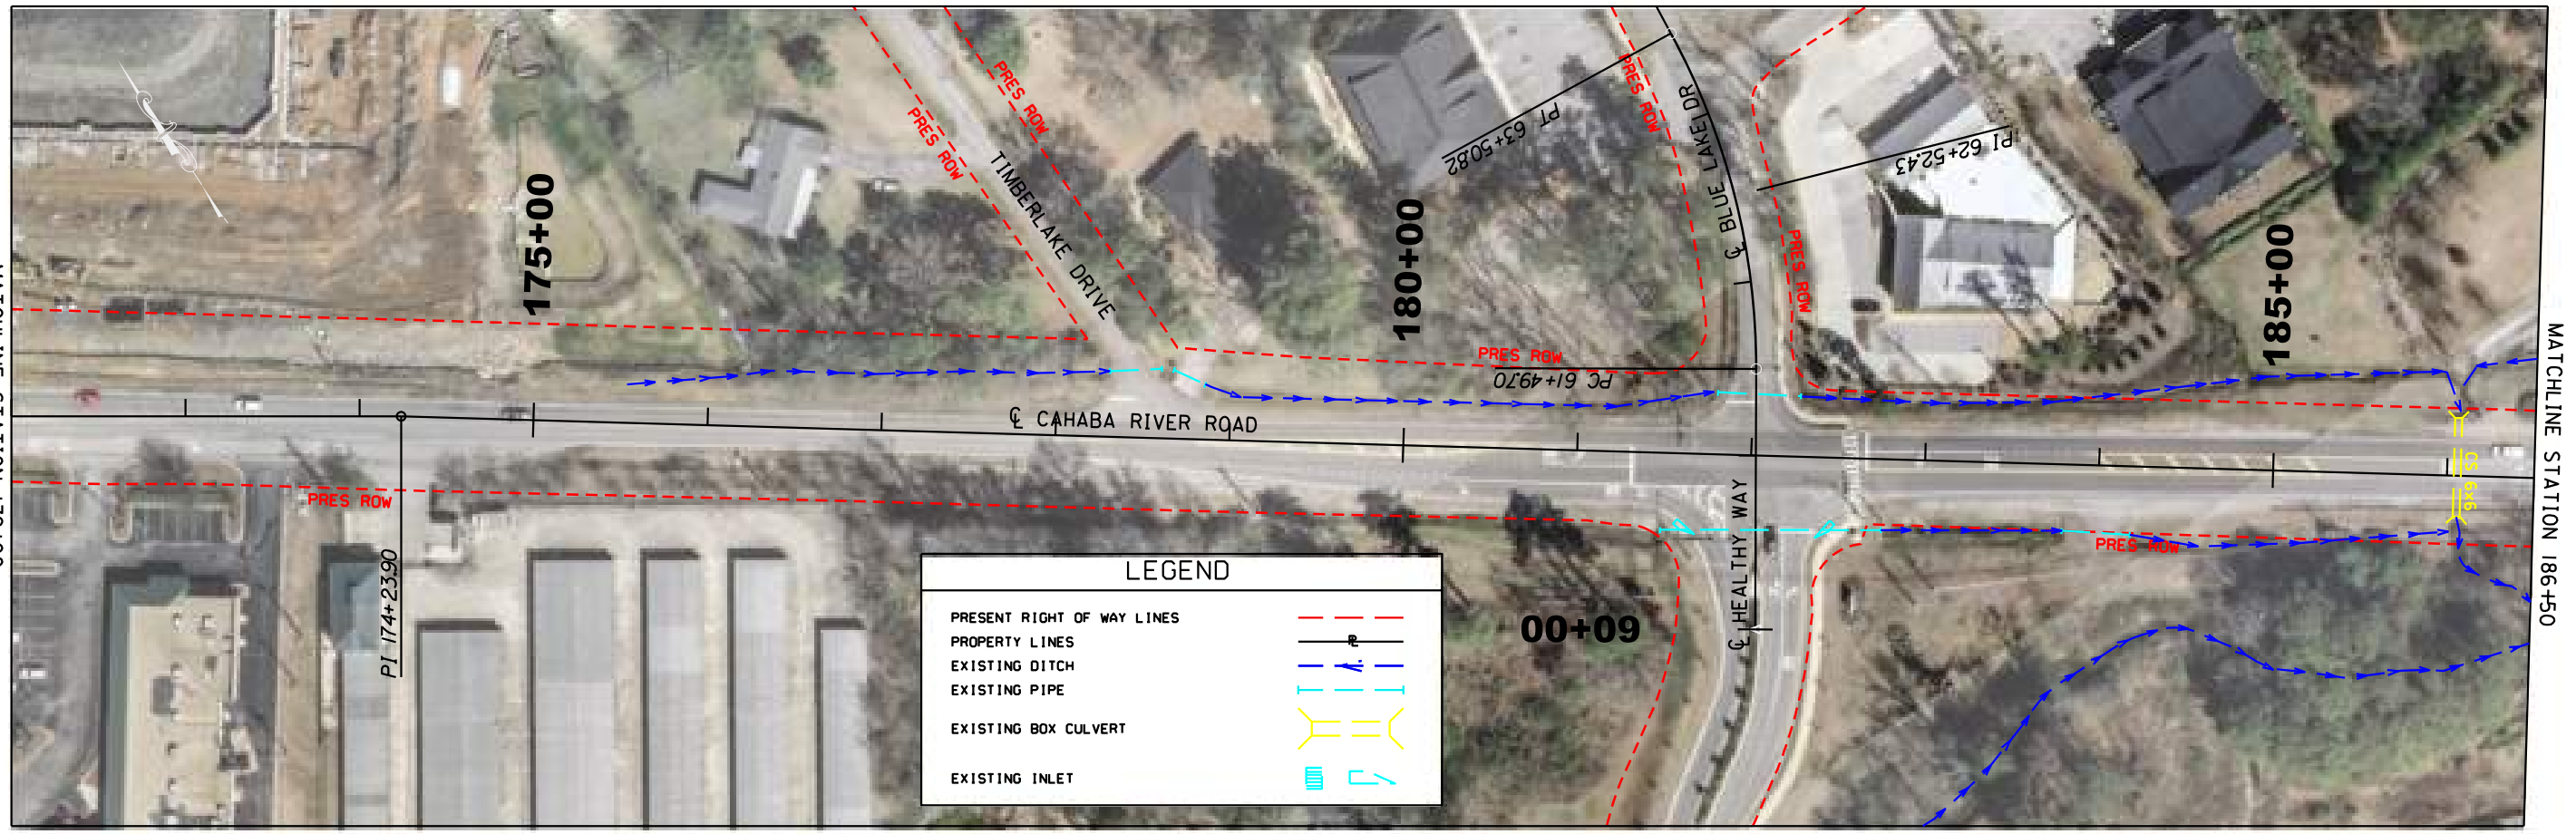 PRES ROW
PRES ROW
TIMBERLAKE DRIVE
175+00
180+00
185+00
PRES ROW
PT 63+50.82
℄ BLUE LAKE DR
PI 62+52.43
PRES ROW
PRES ROW
PC 61+49.70
℄ CAHABA RIVER ROAD
PRES ROW
PI 174+23.90
℄ HEALTHY WAY
60+00
PRES ROW
CS 6x6
MATCHLINE STATION 186+50
LEGEND
PRESENT RIGHT OF WAY LINES
PROPERTY LINES
EXISTING DITCH
EXISTING PIPE
EXISTING BOX CULVERT
EXISTING INLET